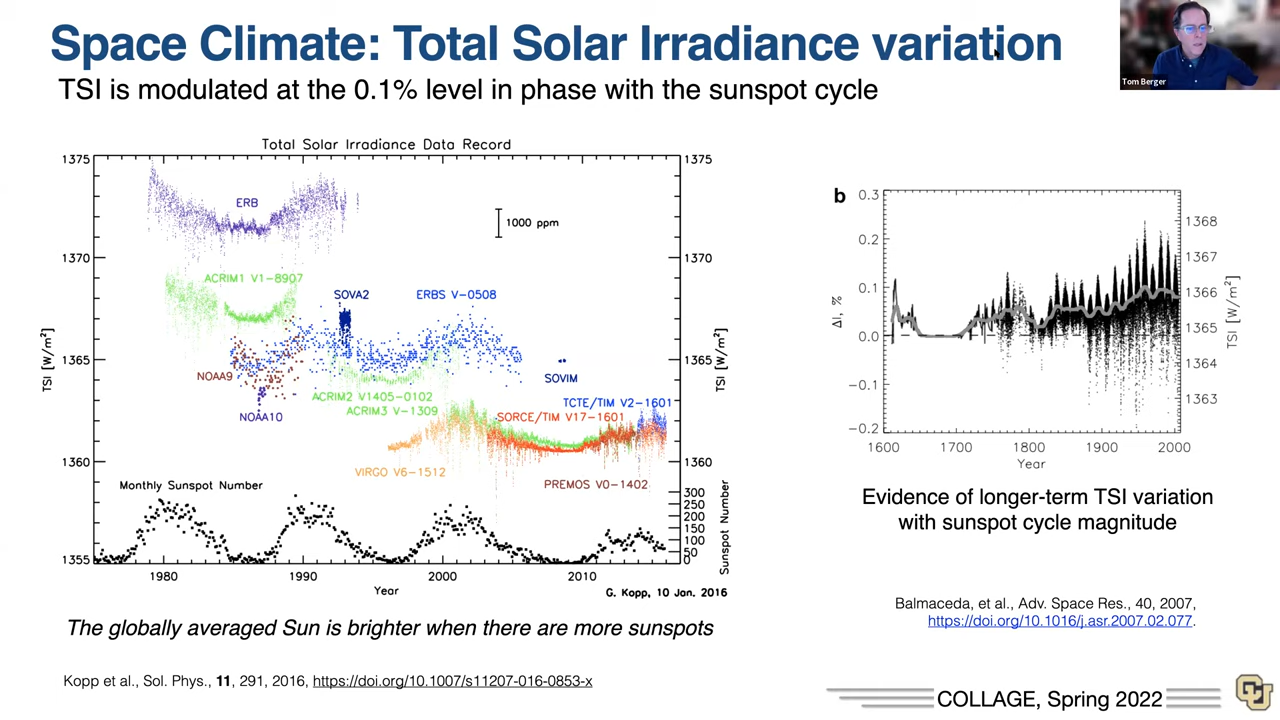 Space Climate: Total Solar Irradiance variation
TSI is modulated at the 0.1% level in phase with the sunspot cycle
Tom Berger
Total Solar Irradiance Data Record
1375
1370
1365
1360
1355
TSI [W/m²]
ERB
1000 ppm
ACRIM1 V1-8907
SOVA2
ERBS V-0508
NOAA9
NOAA10
SOVIM
ACRIM2 V1405-0102
ACRIM3 V-1309
TCTE/TIM V2-1601
SORCE/TIM V17-1601
VIRGO V6-1512
PREMOS V0-1402
Monthly Sunspot Number
1375
1370
1365
1360
TSI [W/m²]
300
250
200
150
100
50
0
Sunspot Number
1980 1990 2000 2010
Year
G. Kopp, 10 Jan. 2016
b
0.3
0.2
0.1
0.0
-0.1
-0.2
ΔI, %
1368
1367
1366
1365
1364
1363
TSI [W/m²]
1600 1700 1800 1900 2000
Year
Evidence of longer-term TSI variation
with sunspot cycle magnitude
The globally averaged Sun is brighter when there are more sunspots
Balmaceda, et al., Adv. Space Res., 40, 2007,
https://doi.org/10.1016/j.asr.2007.02.077.
Kopp et al., Sol. Phys., 11, 291, 2016, https://doi.org/10.1007/s11207-016-0853-x
COLLAGE, Spring 2022
CU